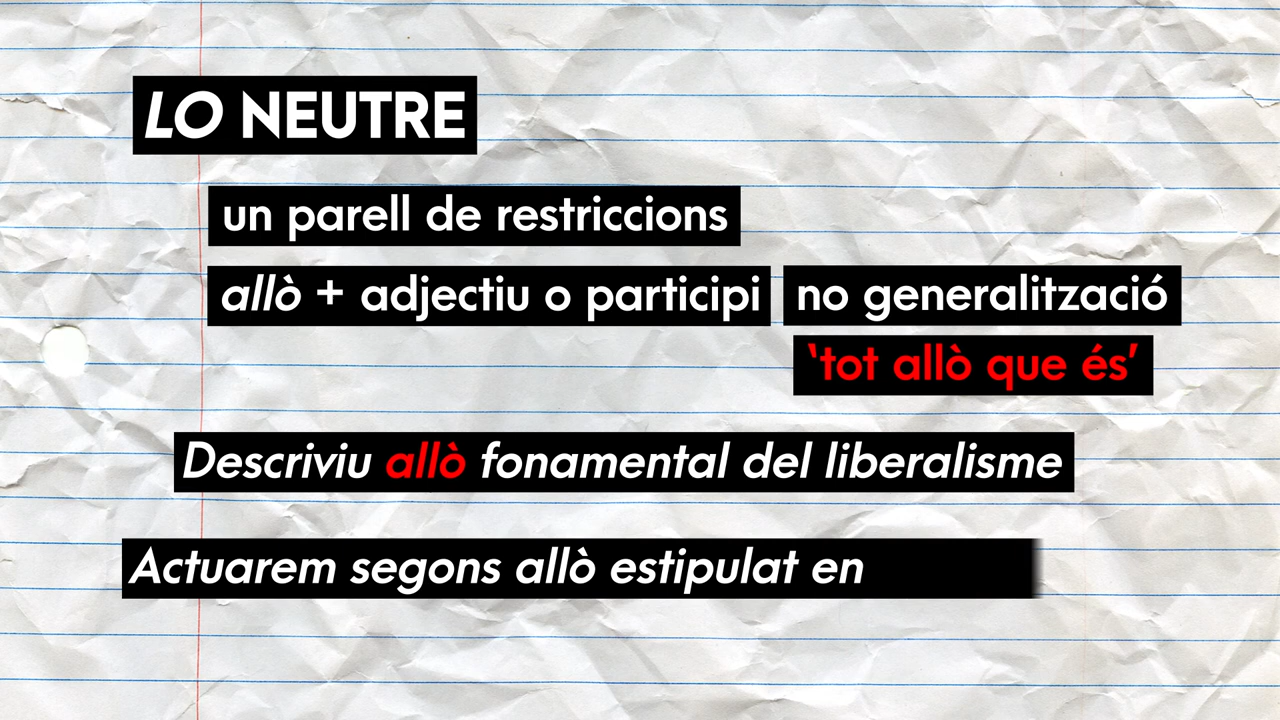 LO NEUTRE
un parell de restriccions
allò + adjectiu o participi no generalització
‘tot allò que és’
Descriviu allò fonamental del liberalisme
Actuarem segons allò estipulat en